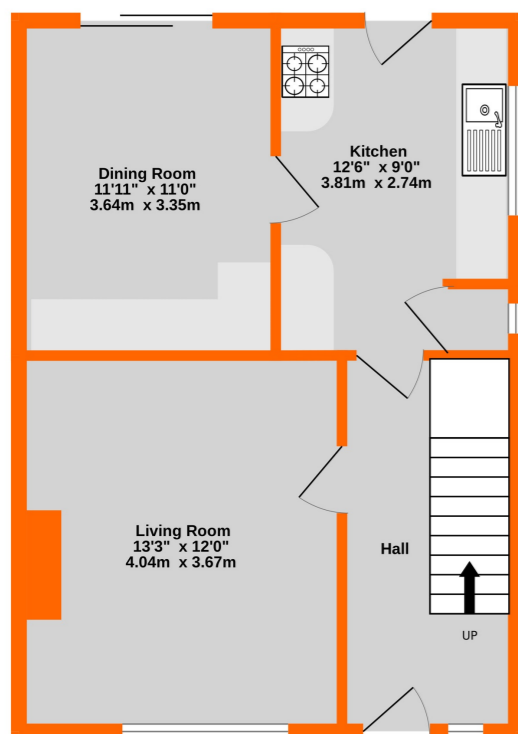 Kitchen
12'6" x 9'0"
3.81m x 2.74m
Dining Room
11'11" x 11'0"
3.64m x 3.35m
Living Room
13'3" x 12'0"
4.04m x 3.67m
Hall
UP